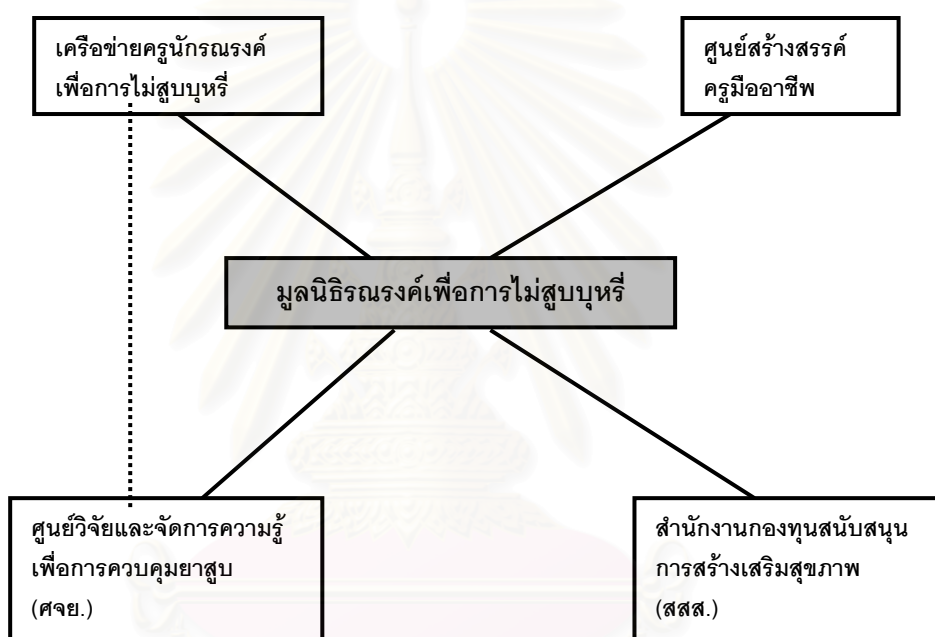 เครือข่ายครูนักรณรงค์
เพื่อการไม่สูบบุหรี่
ศูนย์สร้างสรรค์
ครูมืออาชีพ
มูลนิธิรณรงค์เพื่อการไม่สูบบุหรี่
ศูนย์วิจัยและจัดการความรู้
เพื่อการควบคุมยาสูบ
(ศจย.)
สำนักงานกองทุนสนับสนุน
การสร้างเสริมสุขภาพ
(สสส.)